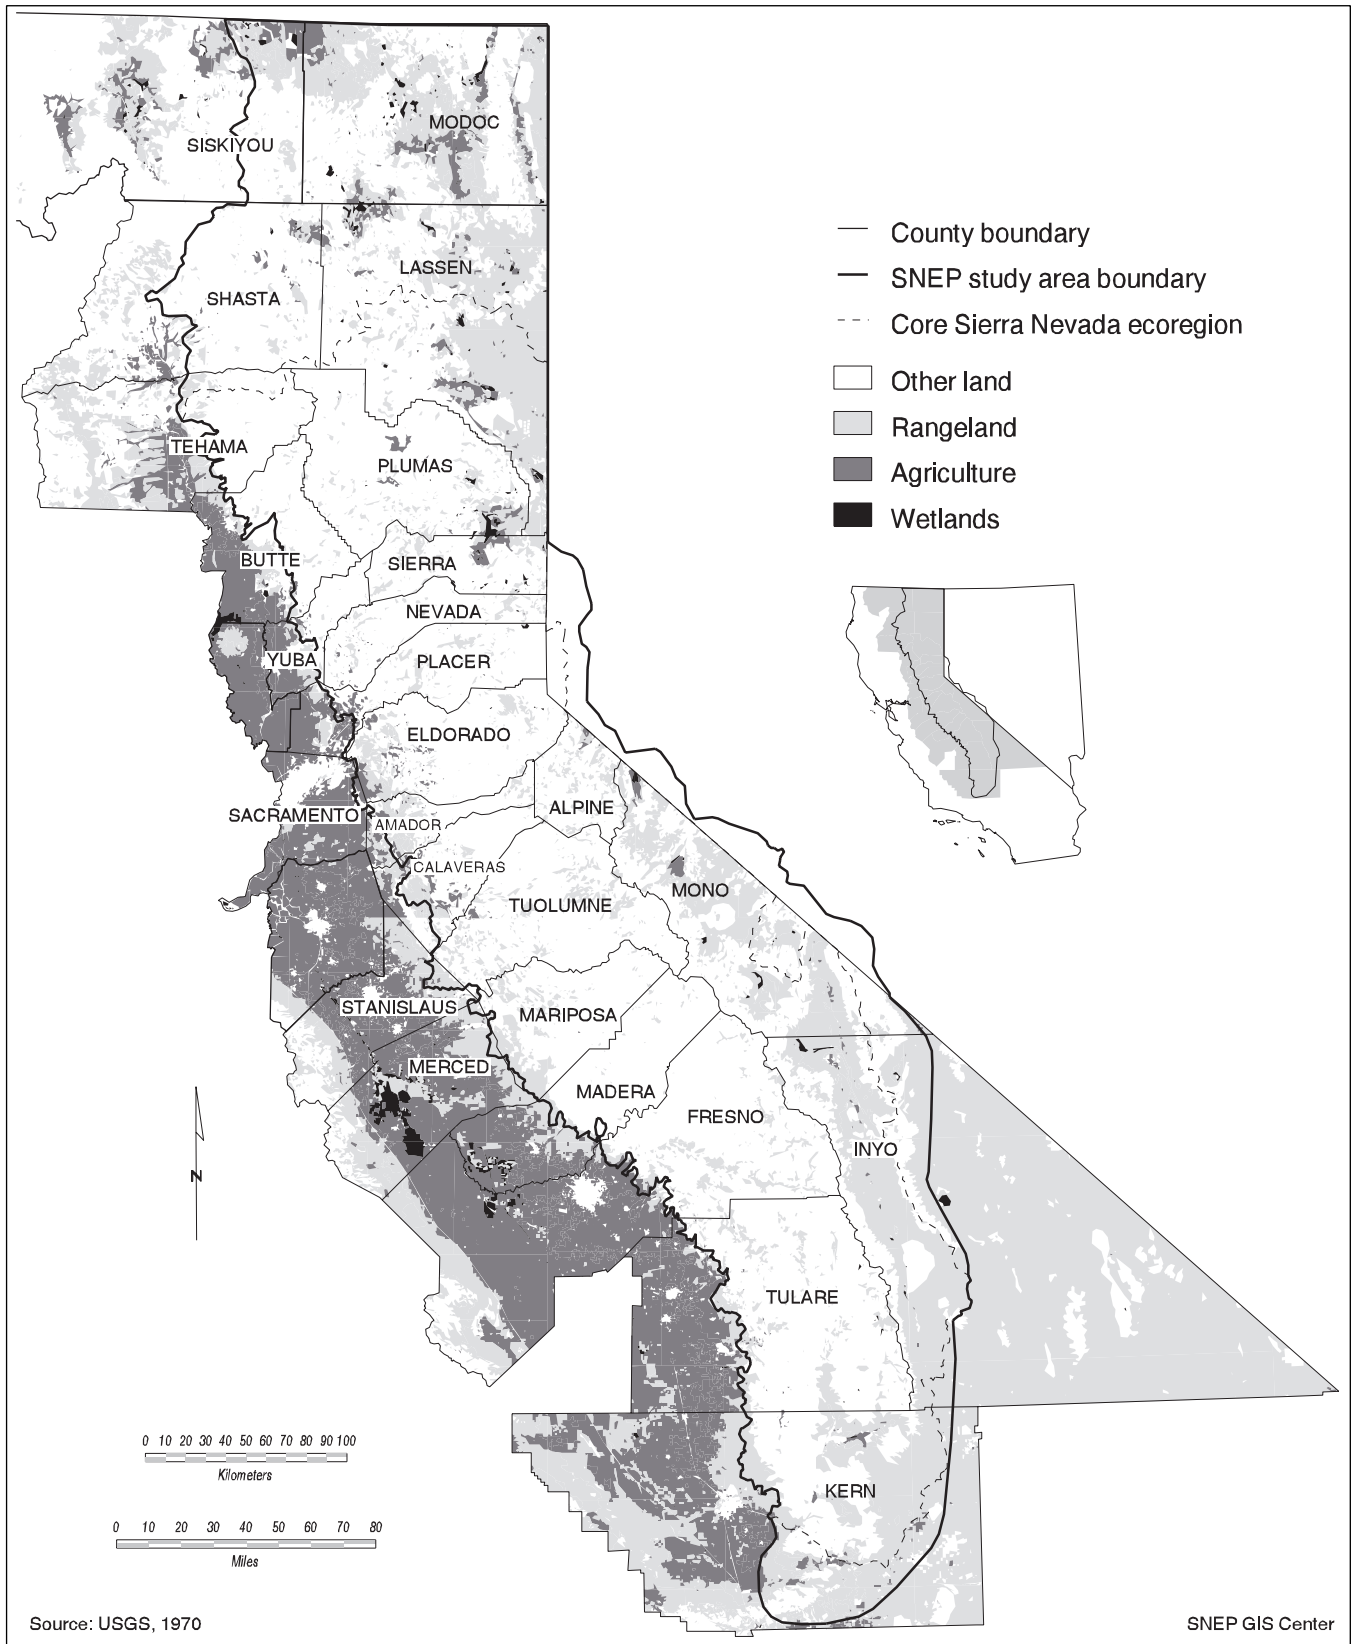 SISKIYOU
MODOC
SHASTA
LASSEN
TEHAMA
PLUMAS
BUTTE
SIERRA
NEVADA
YUBA
PLACER
ELDORADO
SACRAMENTO
AMADOR
ALPINE
CALAVERAS
TUOLUMNE
MONO
STANISLAUS
MARIPOSA
MERCED
MADERA
FRESNO
INYO
TULARE
KERN
County boundary
SNEP study area boundary
Core Sierra Nevada ecoregion
Other land
Rangeland
Agriculture
Wetlands
N
0 10 20 30 40 50 60 70 80 90 100
Kilometers
0 10 20 30 40 50 60 70 80
Miles
Source: USGS, 1970
SNEP GIS Center